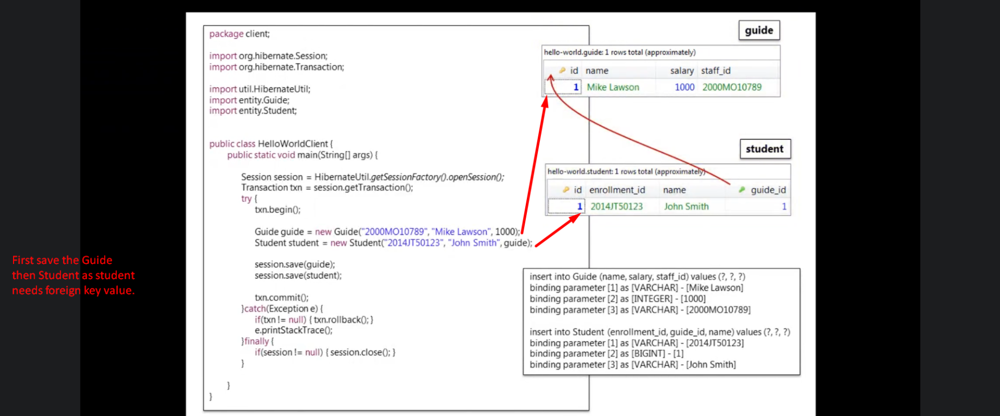 First save the Guide
then Student as student
needs foreign key value.
package client;
import org.hibernate.Session;
import org.hibernate.Transaction;
import util.HibernateUtil;
import entity.Guide;
import entity.Student;
public class HelloWorldClient {
public static void main(String[] args) {
Session session = HibernateUtil.getSessionFactory().openSession();
Transaction txn = session.getTransaction();
try {
txn.begin();
Guide guide = new Guide("2000MO10789", "Mike Lawson", 1000);
Student student = new Student("2014JT50123", "John Smith", guide);
session.save(guide);
session.save(student);
txn.commit();
}catch(Exception e) {
if(txn != null) { txn.rollback(); }
e.printStackTrace();
}finally {
if(session != null) { session.close(); }
}
}
}
guide
hello-world.guide: 1 rows total (approximately)
id name salary staff_id
1 Mike Lawson 1000 2000MO10789
student
hello-world.student: 1 rows total (approximately)
id enrollment_id name guide_id
1 2014JT50123 John Smith 1
insert into Guide (name, salary, staff_id) values (?, ?, ?)
binding parameter [1] as [VARCHAR] - [Mike Lawson]
binding parameter [2] as [INTEGER] - [1000]
binding parameter [3] as [VARCHAR] - [2000MO10789]
insert into Student (enrollment_id, guide_id, name) values (?, ?, ?)
binding parameter [1] as [VARCHAR] - [2014JT50123]
binding parameter [2] as [BIGINT] - [1]
binding parameter [3] as [VARCHAR] - [John Smith]